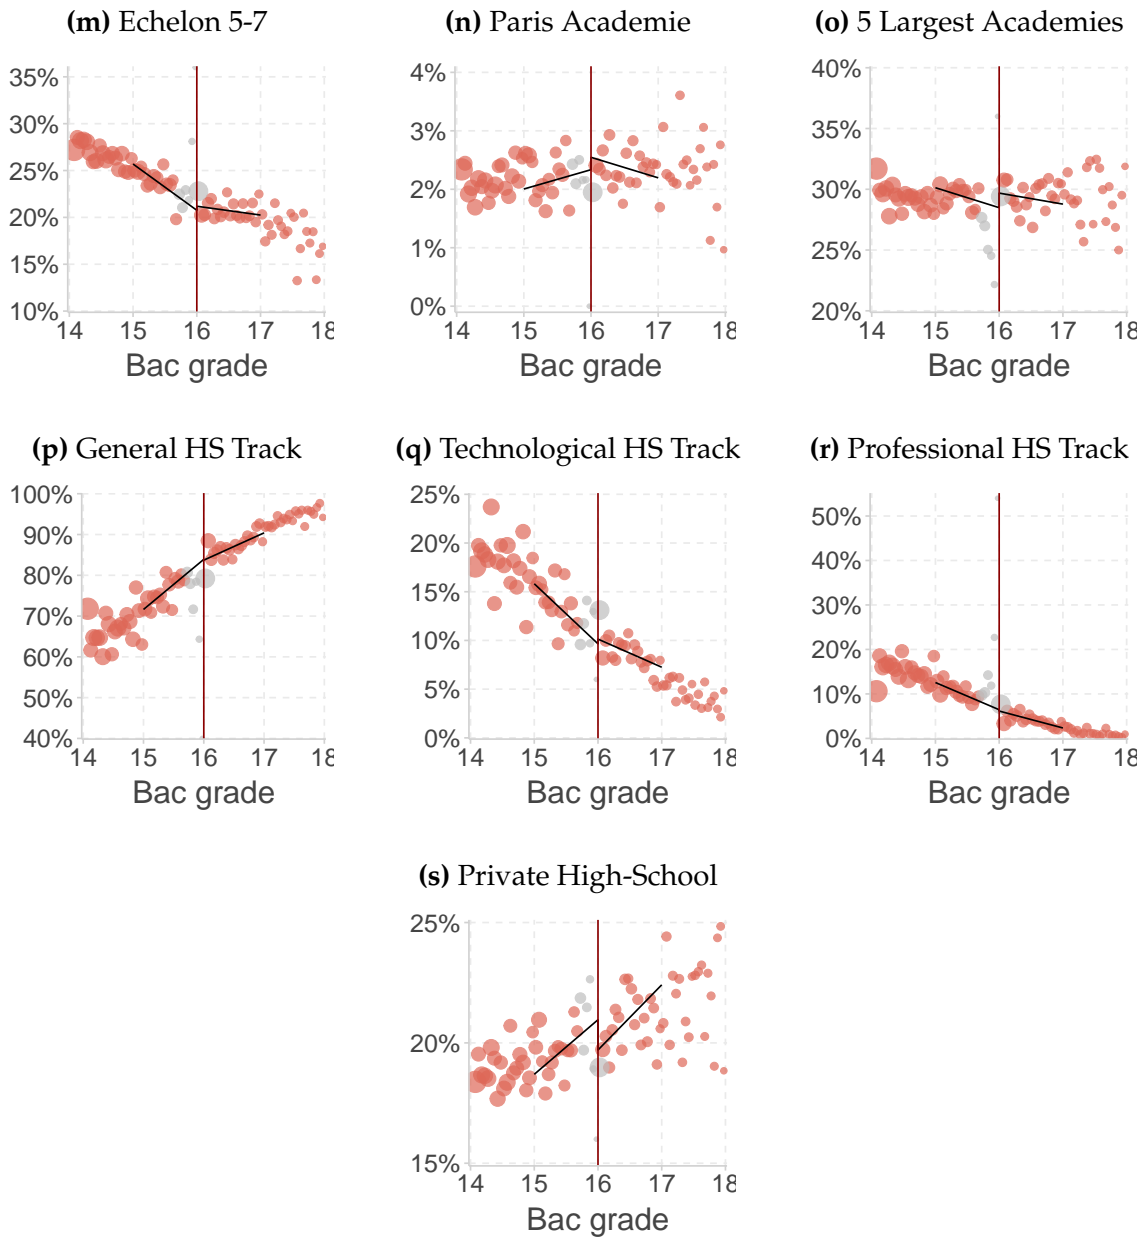 (m) Echelon 5-7
(n) Paris Academie
(o) 5 Largest Academies
35%
30%
25%
20%
15%
10%
14 15 16 17 18
Bac grade
4%
3%
2%
1%
0%
14 15 16 17 18
Bac grade
40%
35%
30%
25%
20%
14 15 16 17 18
Bac grade
(p) General HS Track
(q) Technological HS Track
(r) Professional HS Track
100%
90%
80%
70%
60%
50%
40%
14 15 16 17 18
Bac grade
25%
20%
15%
10%
5%
0%
14 15 16 17 18
Bac grade
50%
40%
30%
20%
10%
0%
14 15 16 17 18
Bac grade
(s) Private High-School
25%
20%
15%
14 15 16 17 18
Bac grade